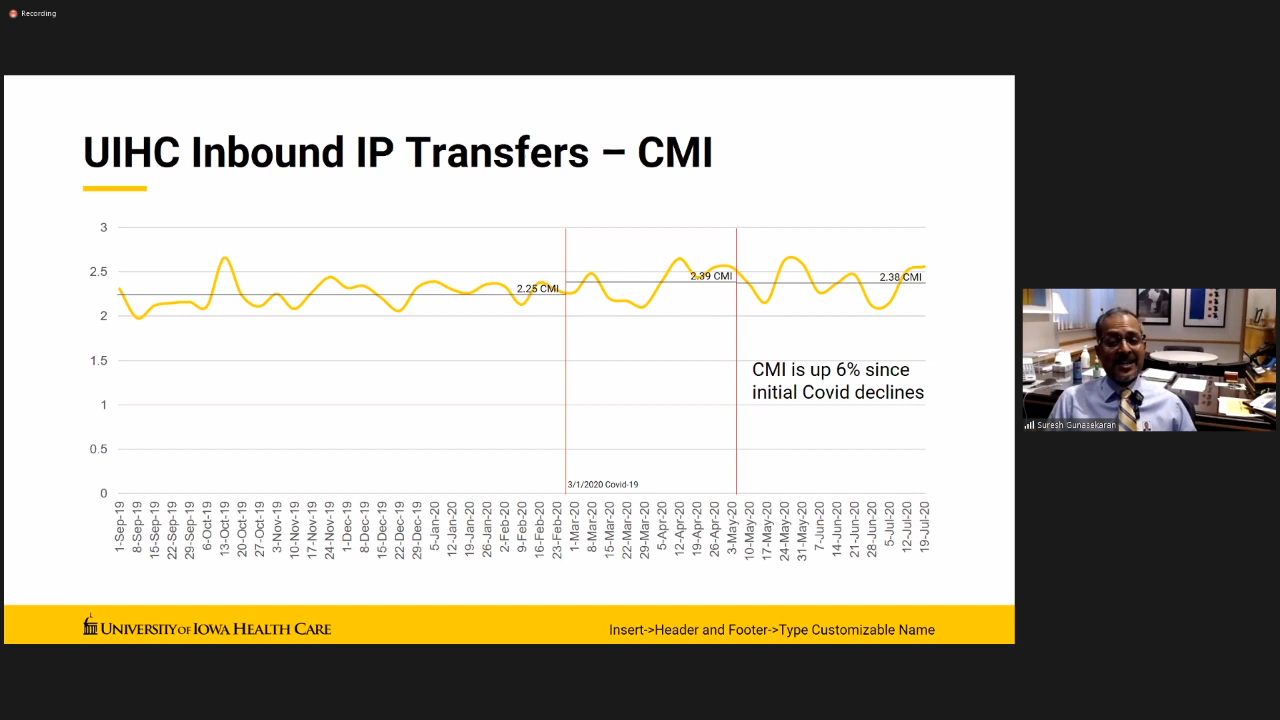 Recording
UIHC Inbound IP Transfers – CMI
3
2.5
2
1.5
1
0.5
0
2.25 CMI
2.39 CMI
2.38 CMI
CMI is up 6% since
initial Covid declines
3/1/2020 Covid-19
1-Sep-19
8-Sep-19
15-Sep-19
22-Sep-19
29-Sep-19
6-Oct-19
13-Oct-19
20-Oct-19
27-Oct-19
3-Nov-19
10-Nov-19
17-Nov-19
24-Nov-19
1-Dec-19
8-Dec-19
15-Dec-19
22-Dec-19
29-Dec-19
5-Jan-20
12-Jan-20
19-Jan-20
26-Jan-20
2-Feb-20
9-Feb-20
16-Feb-20
23-Feb-20
1-Mar-20
8-Mar-20
15-Mar-20
22-Mar-20
29-Mar-20
5-Apr-20
12-Apr-20
19-Apr-20
26-Apr-20
3-May-20
10-May-20
17-May-20
24-May-20
31-May-20
7-Jun-20
14-Jun-20
21-Jun-20
28-Jun-20
5-Jul-20
12-Jul-20
19-Jul-20
Suresh Gunasekaran
UNIVERSITY OF IOWA HEALTH CARE
Insert->Header and Footer->Type Customizable Name